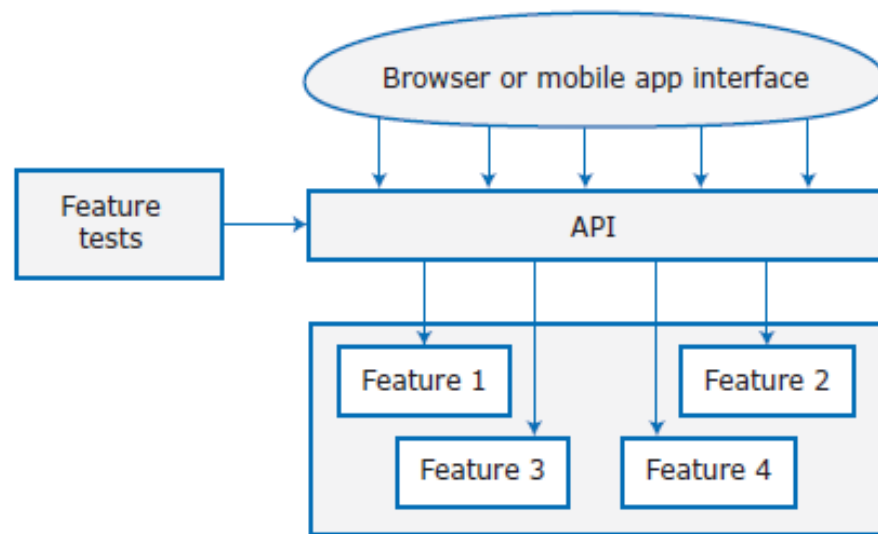 Browser or mobile app interface
Feature
tests
API
Feature 1
Feature 2
Feature 3
Feature 4